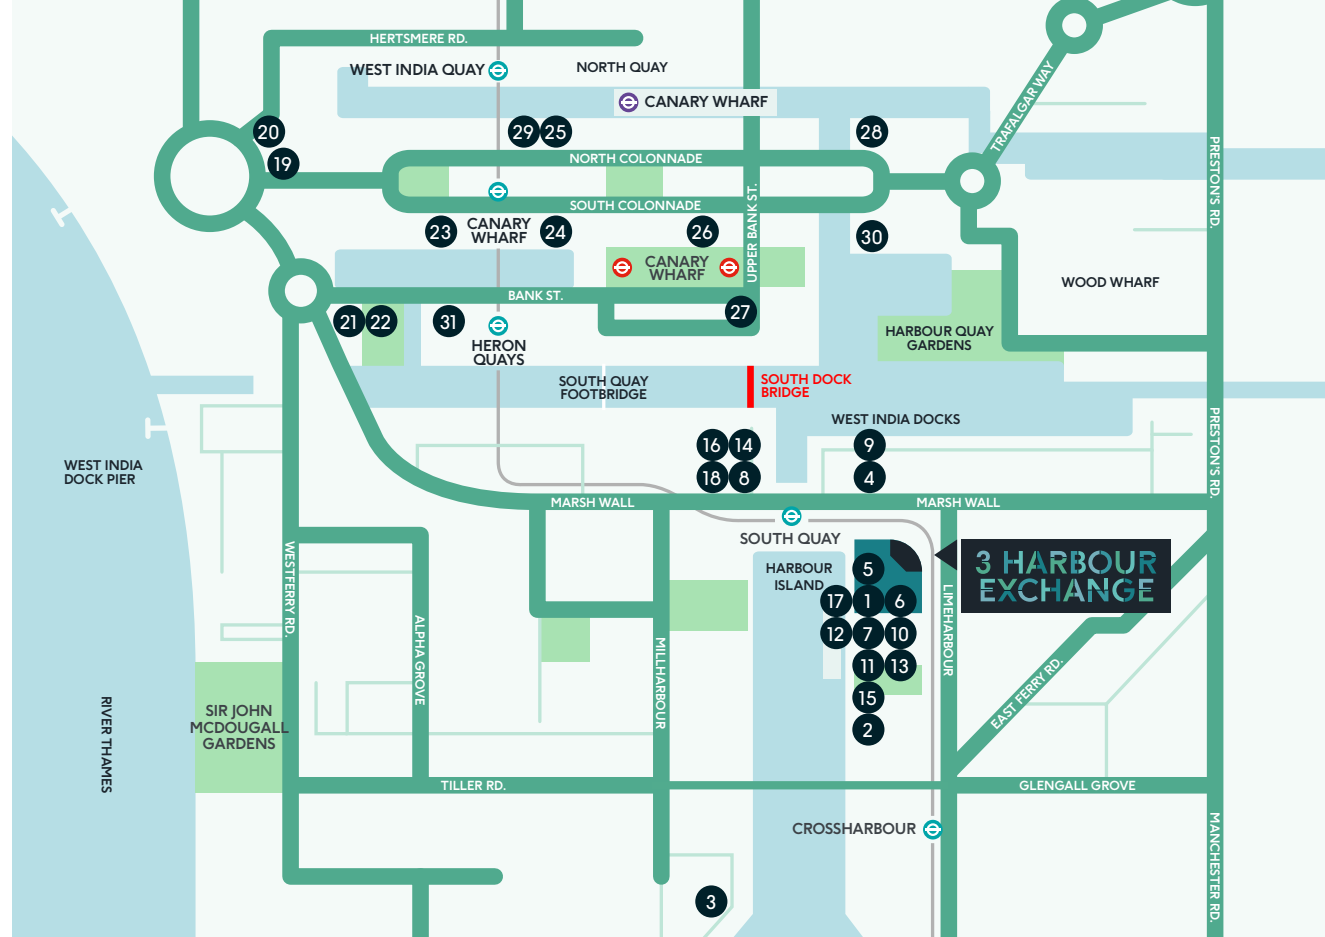 HERTSMERE RD.
WEST INDIA QUAY
NORTH QUAY
CANARY WHARF
TRAFALGAR WAY
PRESTON'S RD.
20
29
25
28
19
NORTH COLONNADE
SOUTH COLONNADE
UPPER BANK ST.
23
CANARY
WHARF
24
26
30
CANARY
WHARF
WOOD WHARF
BANK ST.
21
22
31
27
HERON
QUAYS
HARBOUR QUAY
GARDENS
SOUTH QUAY
FOOTBRIDGE
SOUTH DOCK
BRIDGE
WEST INDIA DOCKS
PRESTON'S RD.
16
14
9
18
8
4
WEST INDIA
DOCK PIER
MARSH WALL
MARSH WALL
SOUTH QUAY
3 HARBOUR
EXCHANGE
HARBOUR
ISLAND
5
17
1
6
12
7
10
11
13
15
2
LIMEHARBOUR
WESTFERRY RD.
ALPHA GROVE
MILLHARBOUR
EAST FERRY RD.
RIVER THAMES
SIR JOHN
MCDOUGALL
GARDENS
TILLER RD.
GLENGALL GROVE
CROSSHARBOUR
MANCHESTER RD.
3